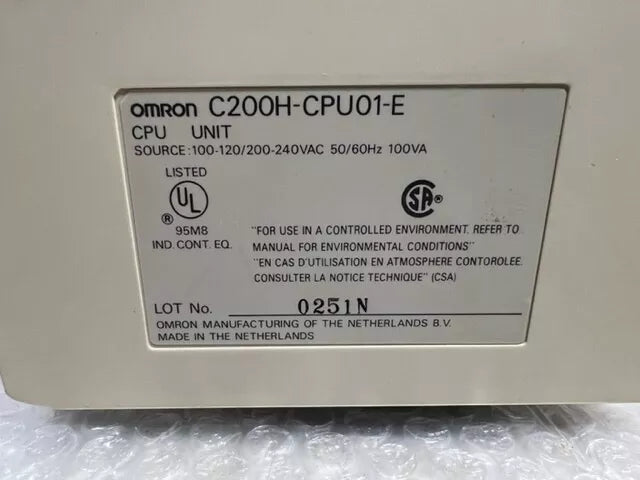 omron C200H-CPU01-E
CPU UNIT
SOURCE:100-120/200-240VAC 50/60Hz 100VA
LISTED
UL
®
95M8
IND. CONT. EQ.
SA ®
"FOR USE IN A CONTROLLED ENVIRONMENT. REFER TO
MANUAL FOR ENVIRONMENTAL CONDITIONS"
"EN CAS D'UTILISATION EN ATMOSPHERE CONTOROLEE.
CONSULTER LA NOTICE TECHNIQUE" (CSA)
LOT No. 0251N
OMRON MANUFACTURING OF THE NETHERLANDS B.V.
MADE IN THE NETHERLANDS